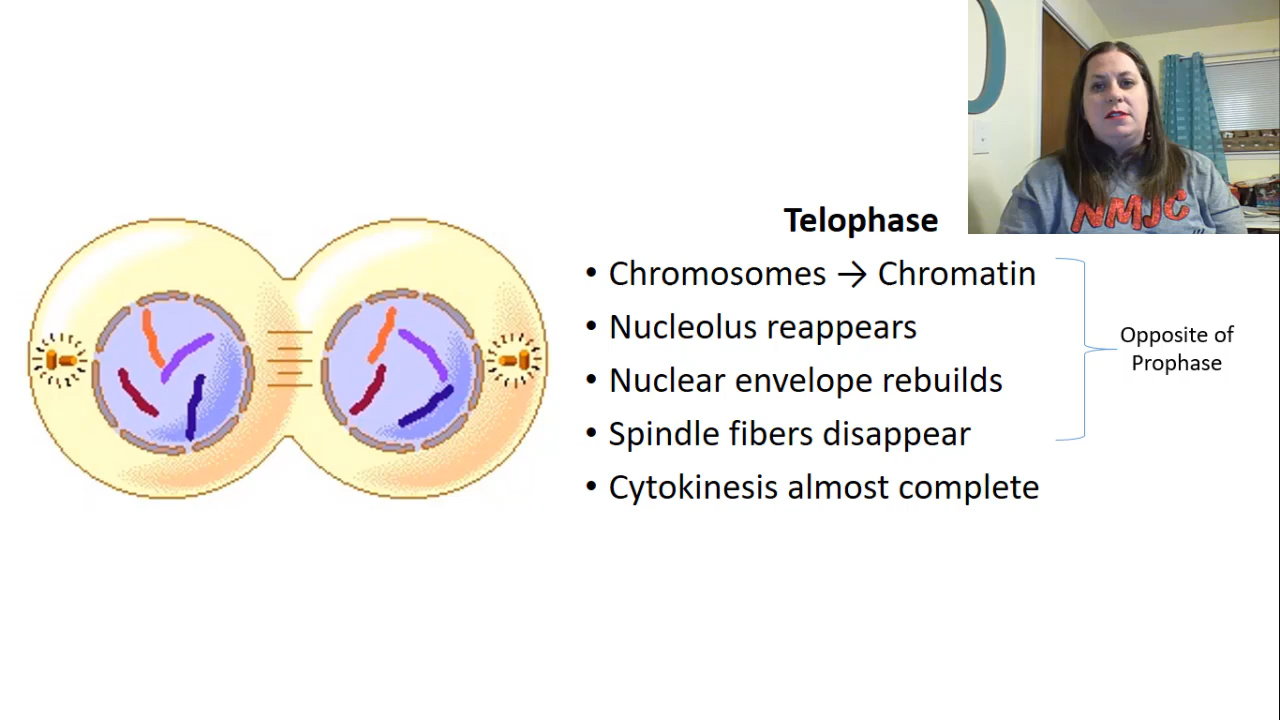 NMJC
Telophase
• Chromosomes → Chromatin
• Nucleolus reappears
• Nuclear envelope rebuilds
• Spindle fibers disappear
• Cytokinesis almost complete
Opposite of
Prophase